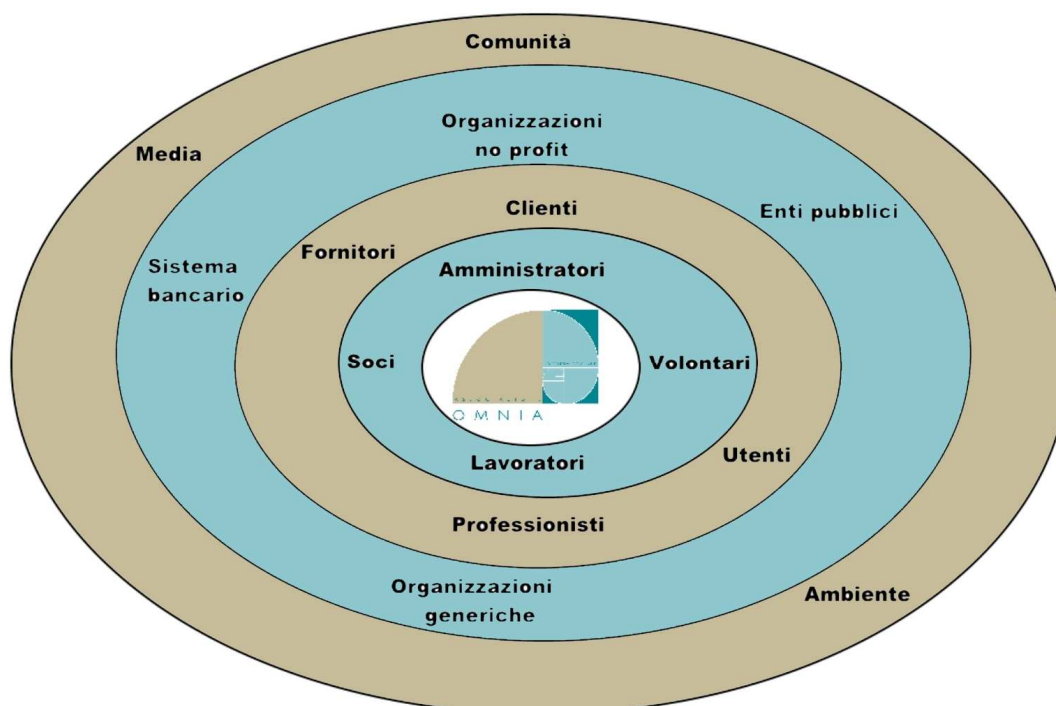 Comunità
Organizzazioni
no profit
Media
Clienti
Enti pubblici
Fornitori
Sistema
bancario
Amministratori
Soci
Volontari
OMNIA
Lavoratori
Utenti
Professionisti
Organizzazioni
generiche
Ambiente